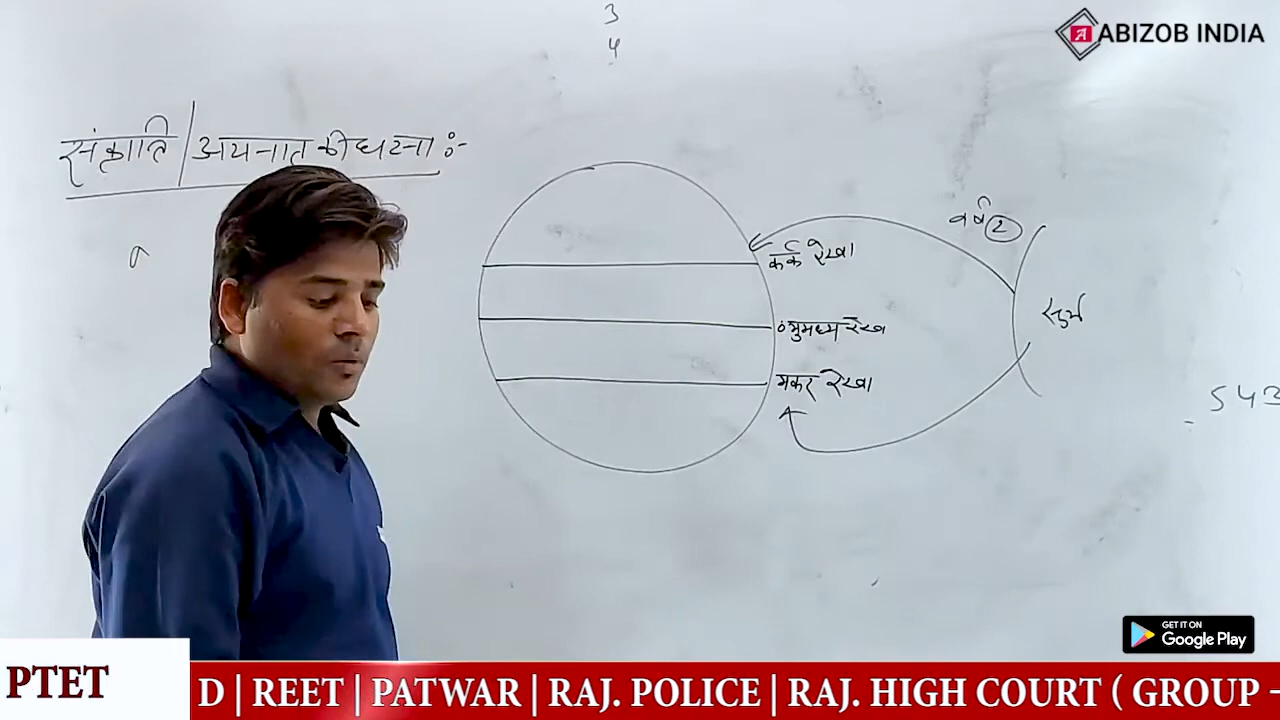 3
4
ABIZOB INDIA
संक्राति / अयनात की घटना :-
वर्ष 2
कर्क रेखा
सूर्य
0 भुमध्य रेख
मकर रेखा
543
GET IT ON
Google Play
PTET
D | REET | PATWAR | RAJ. POLICE | RAJ. HIGH COURT ( GROUP -